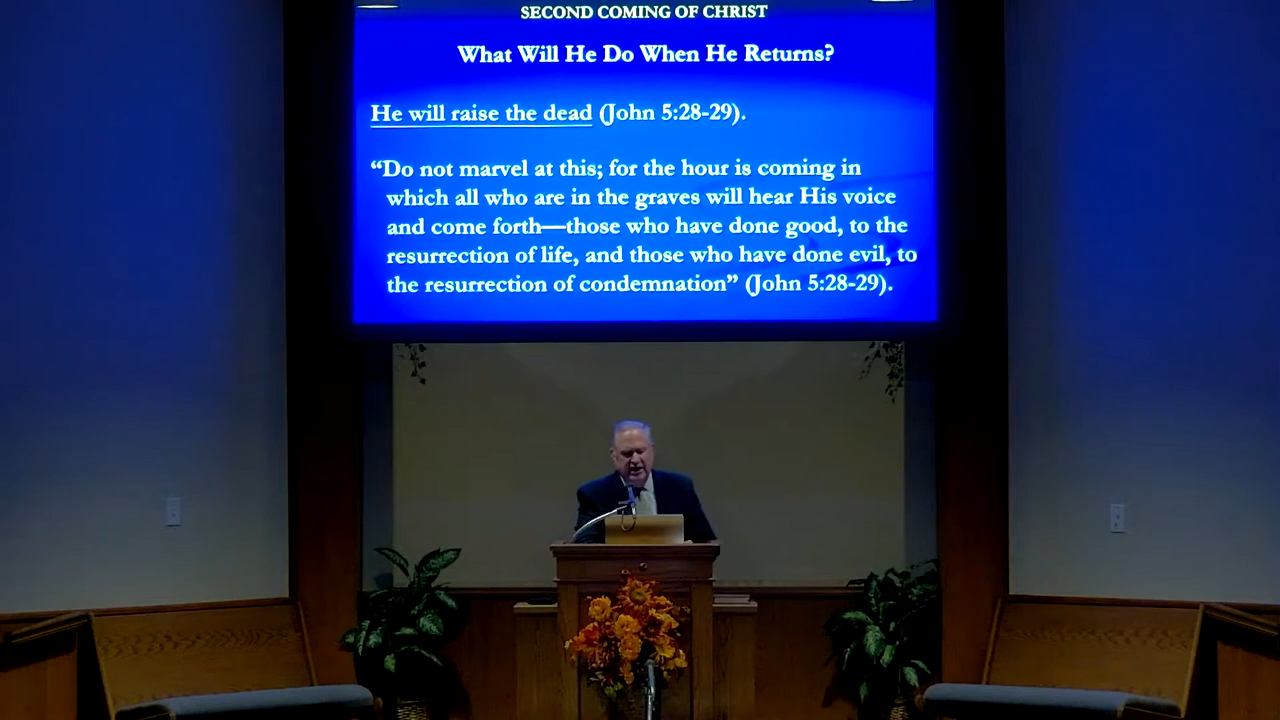 SECOND COMING OF CHRIST
What Will He Do When He Returns?
He will raise the dead (John 5:28-29).
“Do not marvel at this; for the hour is coming in
which all who are in the graves will hear His voice
and come forth—those who have done good, to the
resurrection of life, and those who have done evil, to
the resurrection of condemnation” (John 5:28-29).